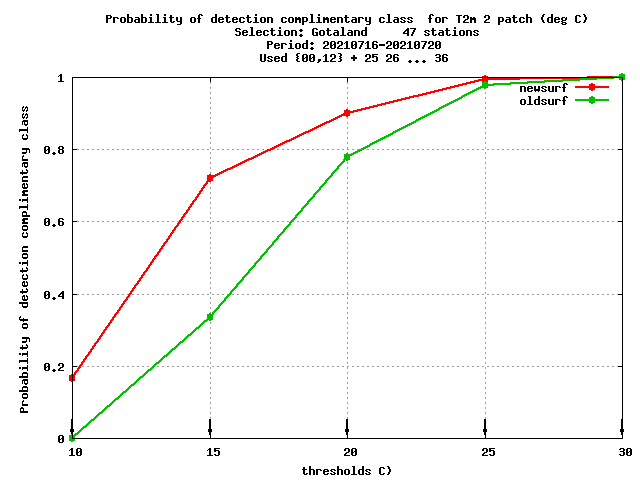 Probability of detection complimentary class  for T2m 2 patch (deg C)
Selection: Gotaland     47 stations
Period: 20210716-20210720
Used {00,12} + 25 26 ... 36
Probability of detection complimentary class
1
0.8
0.6
0.4
0.2
0
newsurf
oldsurf
10 15 20 25 30
thresholds C)